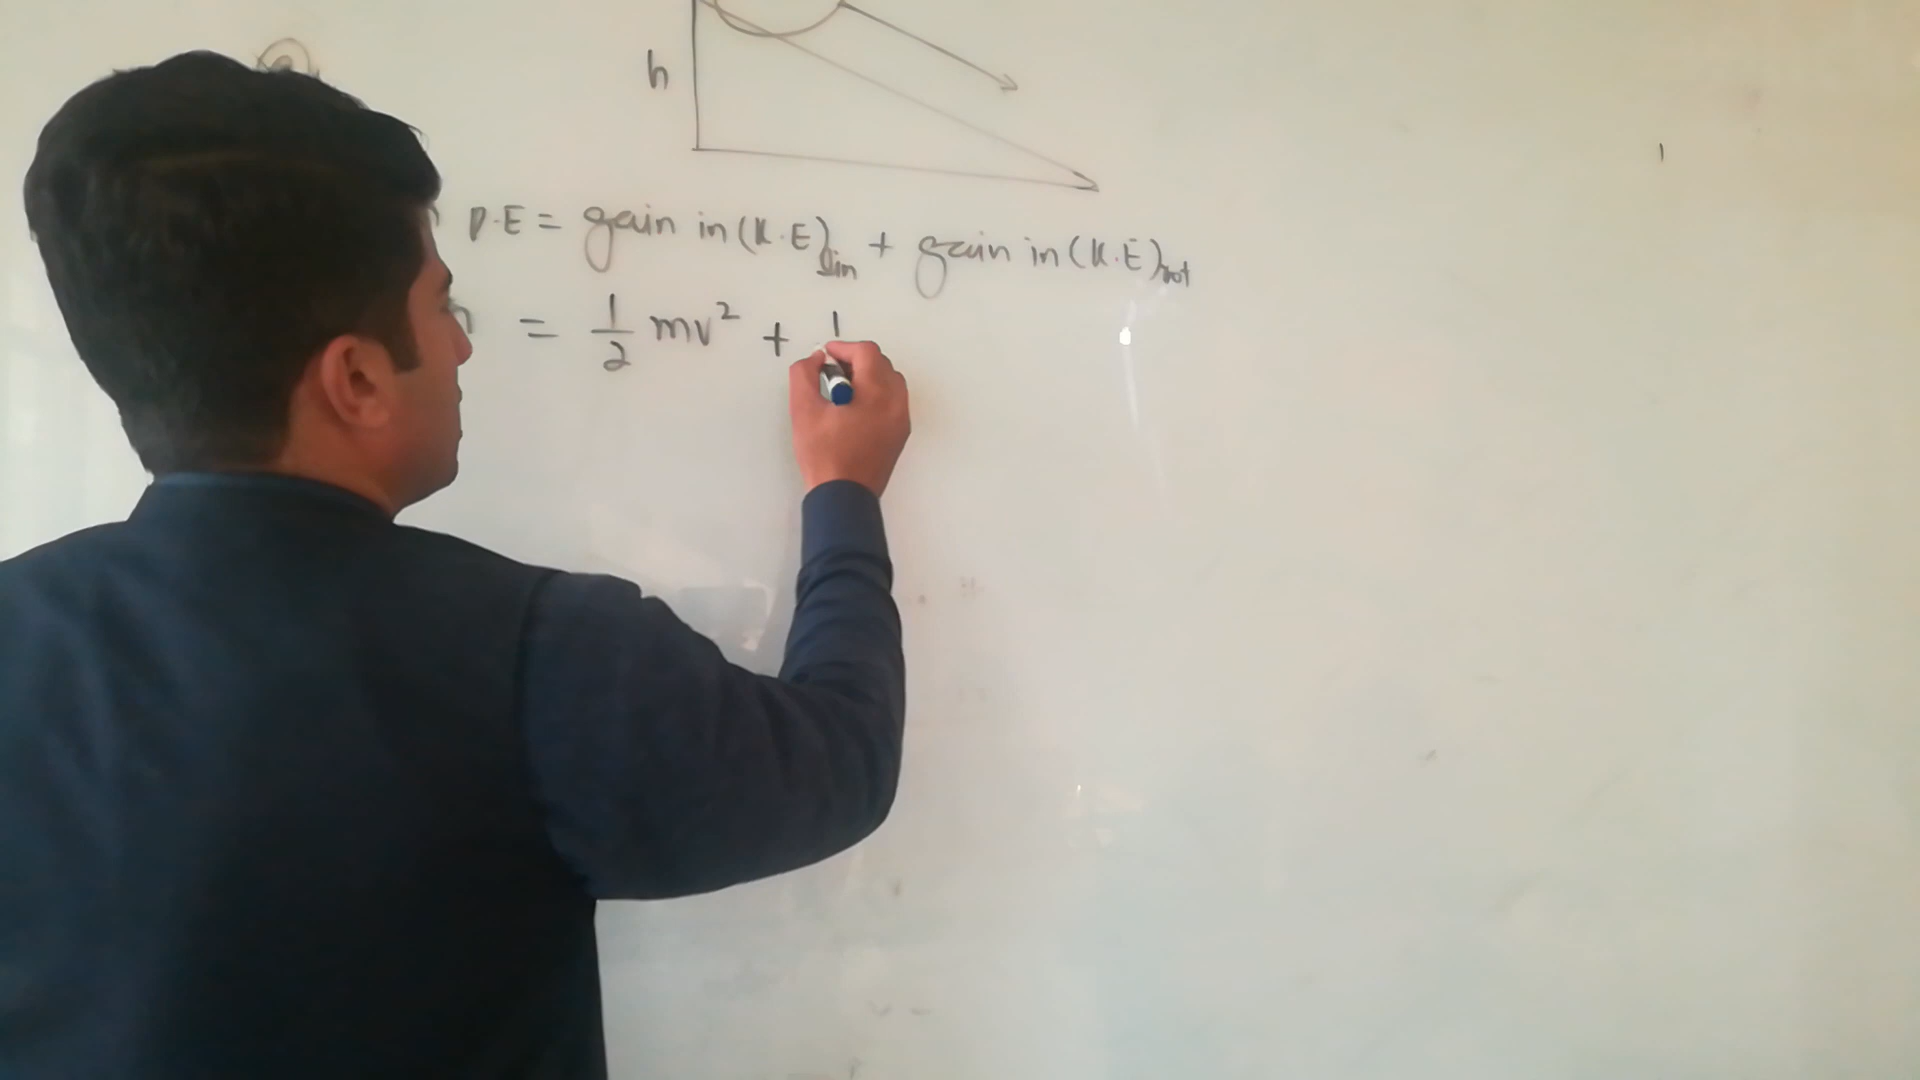 h
P.E = gain in (K.E)lin + gain in (K.E)rot
= 1/2 mv² + 1